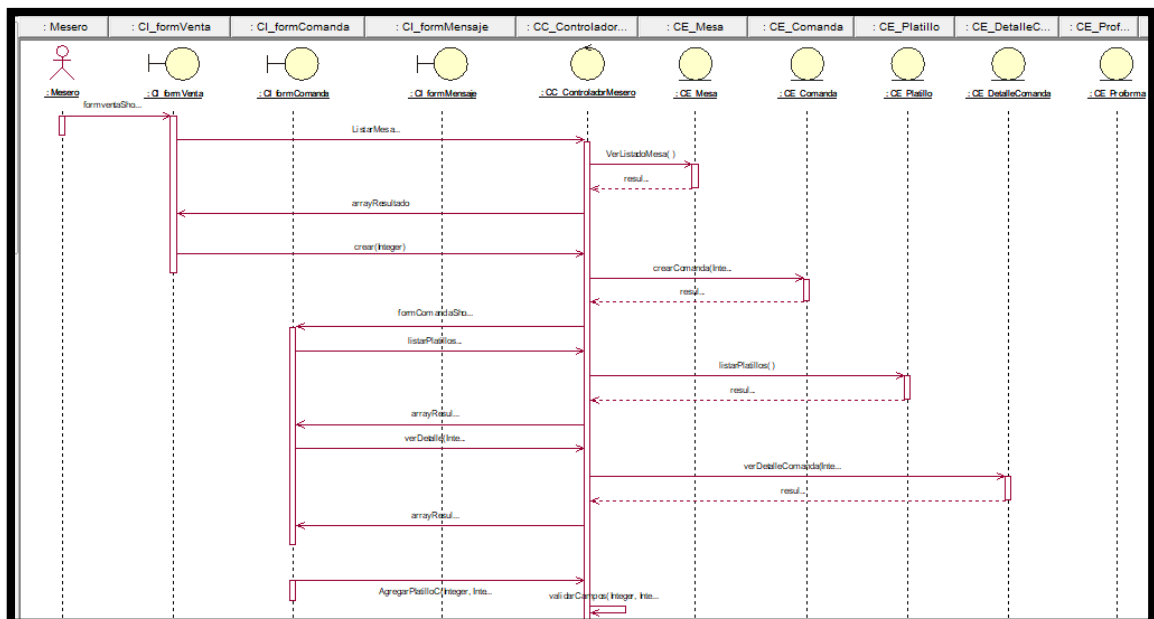 : Mesero
: CI_formVenta
: CI_formComanda
: CI_formMensaje
: CC_Controlador...
: CE_Mesa
: CE_Comanda
: CE_Platillo
: CE_DetalleC...
: CE_Prof...
: Mesero
: CI_formVenta
: CI_formComanda
: CI_formMensaje
: CC_ControladorMesero
: CE_Mesa
: CE_Comanda
: CE_Platillo
: CE_DetalleComanda
: CE_Proforma
formventaSho...
ListarMesa...
VerListadoMesa( )
resul...
arrayResultado
crear(Integer)
crearComanda(Inte...
resul...
formComandaSho...
listarPlatillos...
listarPlatillos( )
resul...
arrayResul...
verDetalle(Inte...
verDetalleComanda(Inte...
resul...
arrayResul...
AgregarPlatilloC(Integer, Inte...
validarCampos(Integer, Inte...